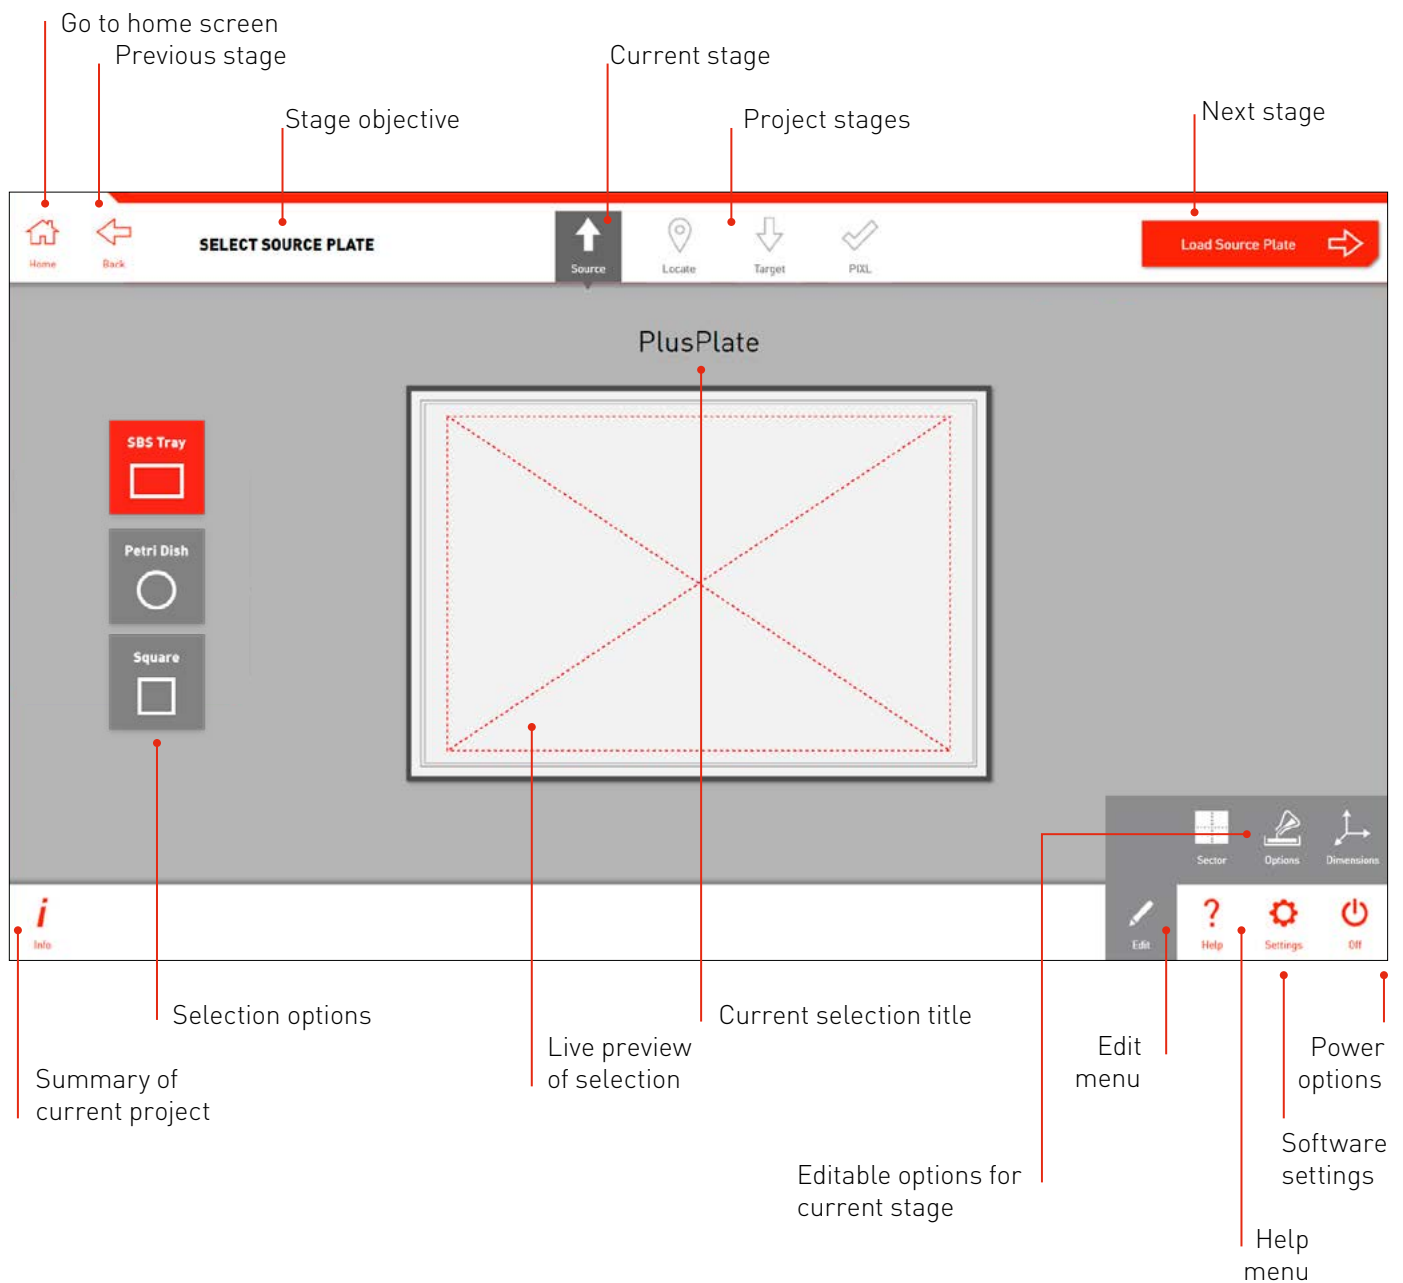 Go to home screen
Previous stage
Current stage
Stage objective
Project stages
Next stage
Home
Back
SELECT SOURCE PLATE
Source
Locate
Target
PIXL
Load Source Plate
PlusPlate
SBS Tray
Petri Dish
Square
Sector
Options
Dimensions
i
Info
Edit
?
Help
Settings
Off
Selection options
Current selection title
Live preview
of selection
Edit
menu
Power
options
Summary of
current project
Software
settings
Editable options for
current stage
Help
menu